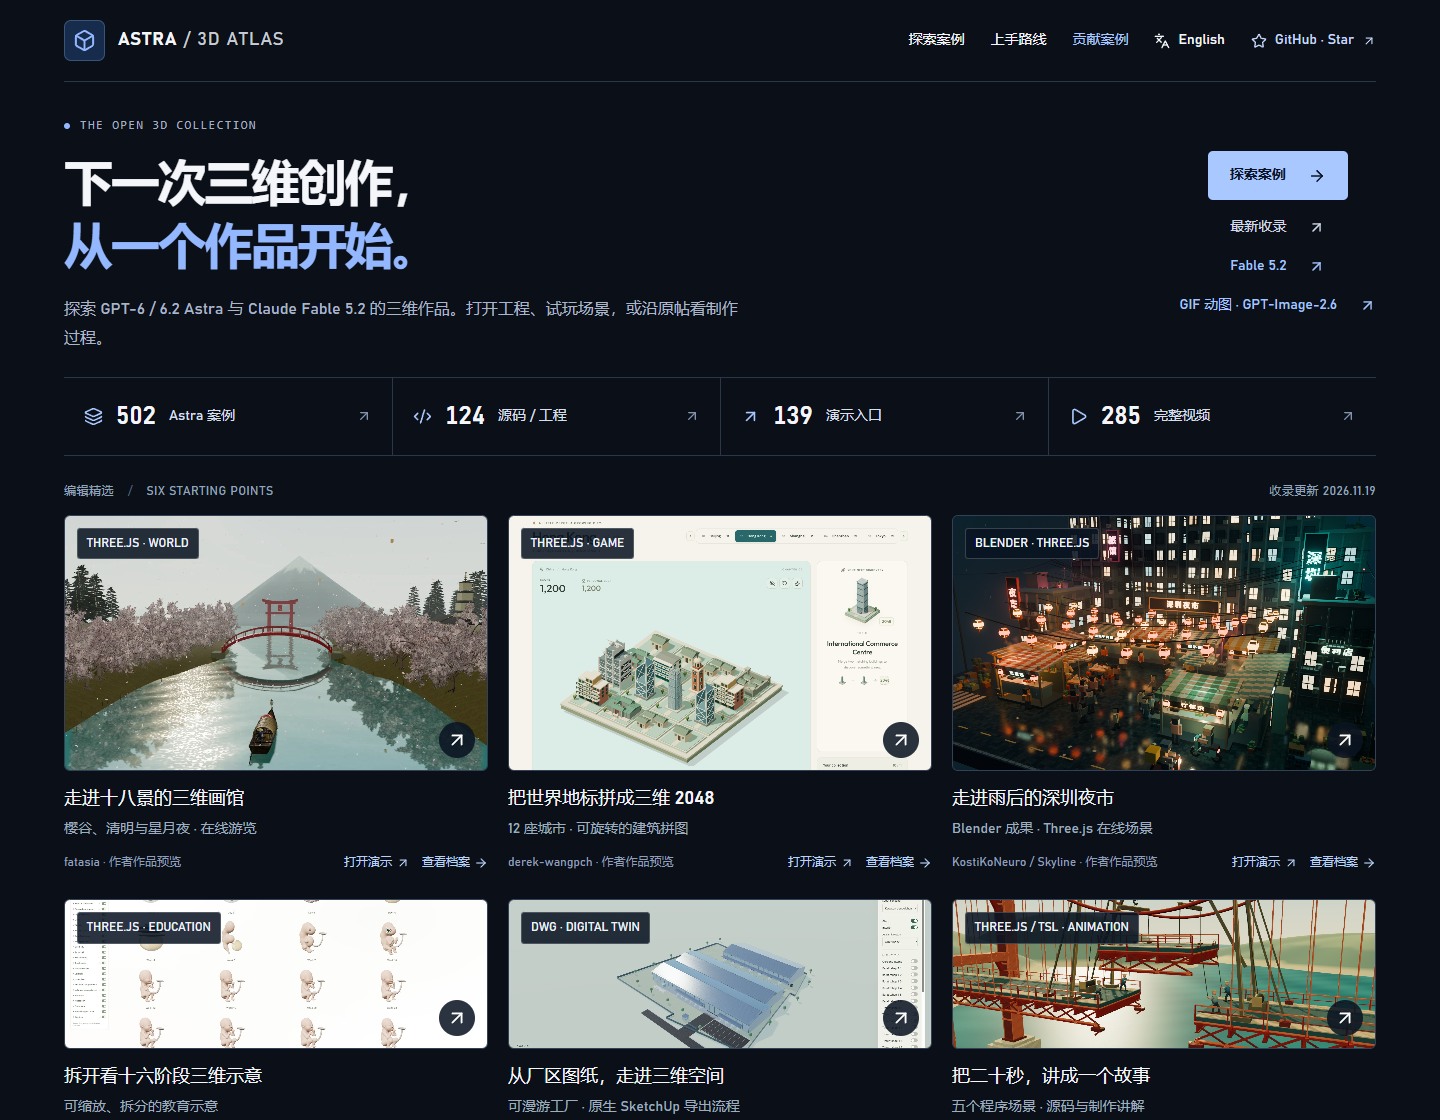 ASTRA / 3D ATLAS
探索案例
上手路线
贡献案例
English
GitHub · Star
THE OPEN 3D COLLECTION
下一次三维创作，
从一个作品开始。
探索 GPT-6 / 6.2 Astra 与 Claude Fable 5.2 的三维作品。打开工程、试玩场景，或沿原帖看制作
过程。
探索案例
最新收录
Fable 5.2
GIF 动图 · GPT-Image-2.6
502 Astra 案例
124 源码 / 工程
139 演示入口
285 完整视频
编辑精选 / SIX STARTING POINTS
收录更新 2026.11.19
THREE.JS · WORLD
走进十八景的三维画馆
樱谷、清明与星月夜 · 在线游览
fatasia · 作者作品预览
打开演示
查看档案
THREE.JS · GAME
1,200
1,200
International Commerce
Centre
2048
Your collection
把世界地标拼成三维 2048
12 座城市 · 可旋转的建筑拼图
derek-wangpch · 作者作品预览
打开演示
查看档案
BLENDER · THREE.JS
深圳夜市
走进雨后的深圳夜市
Blender 成果 · Three.js 在线场景
KostiKoNeuro / Skyline · 作者作品预览
打开演示
查看档案
THREE.JS · EDUCATION
拆开看十六阶段三维示意
可缩放、拆分的教育示意
DWG · DIGITAL TWIN
从厂区图纸，走进三维空间
可漫游工厂 · 原生 SketchUp 导出流程
THREE.JS / TSL · ANIMATION
把二十秒，讲成一个故事
五个程序场景 · 源码与制作讲解